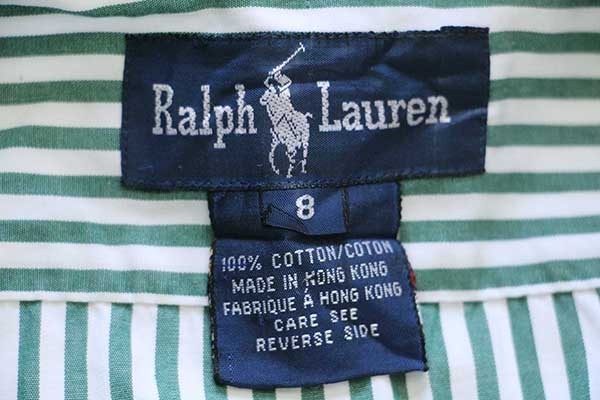 Ralph Lauren
8
100% COTTON/COTON
MADE IN HONG KONG
FABRIQUE À HONG KONG
CARE SEE
REVERSE SIDE